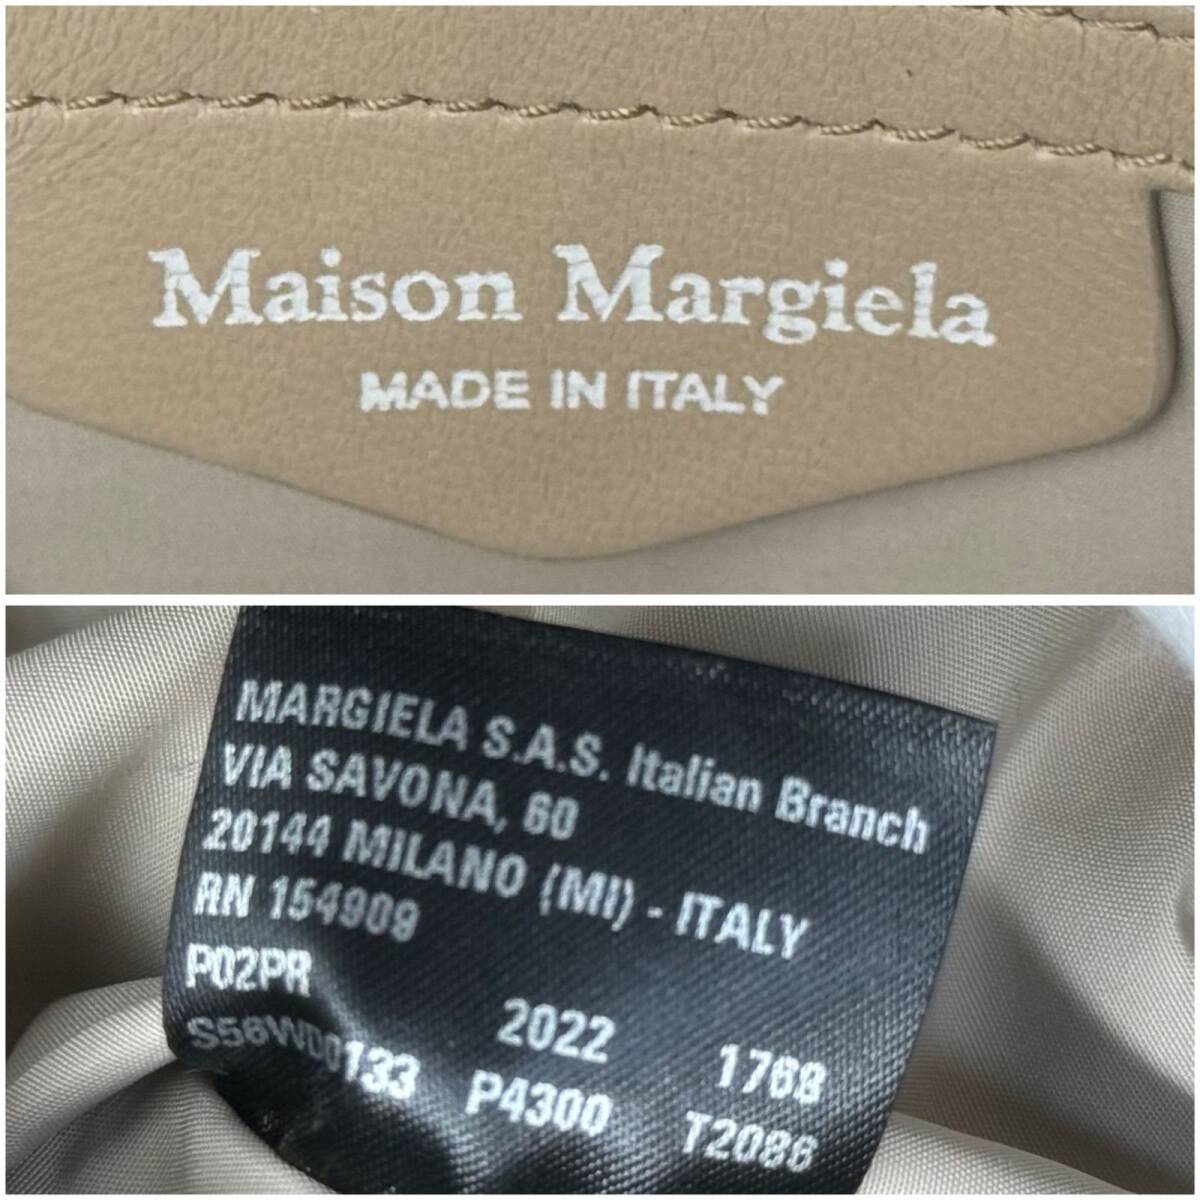 Maison Margiela
MADE IN ITALY
MARGIELA S.A.S. Italian Branch
VIA SAVONA, 60
20144 MILANO (MI) - ITALY
RN 154909
P02PR 2022 1768
S56WD0133 P4300 T2086